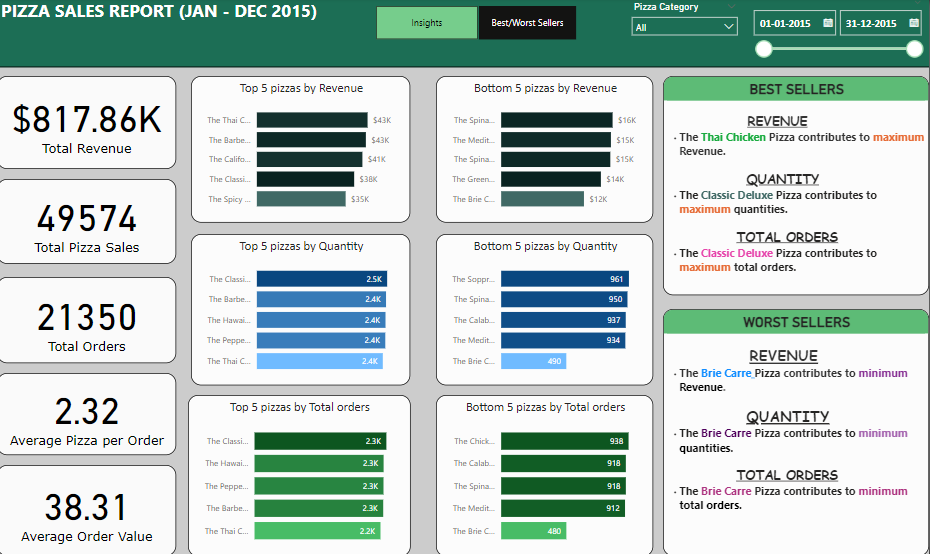 PIZZA SALES REPORT (JAN - DEC 2015)
Insights
Best/Worst Sellers
Pizza Category
All
01-01-2015
31-12-2015
$817.86K
Total Revenue
49574
Total Pizza Sales
21350
Total Orders
2.32
Average Pizza per Order
38.31
Average Order Value
Top 5 pizzas by Revenue
The Thai C... $43K
The Barbe... $43K
The Califo... $41K
The Classi... $38K
The Spicy ... $35K
Bottom 5 pizzas by Revenue
The Spina... $16K
The Medit... $15K
The Spina... $15K
The Green... $14K
The Brie C... $12K
Top 5 pizzas by Quantity
The Classi... 2.5K
The Barbe... 2.4K
The Hawai... 2.4K
The Peppe... 2.4K
The Thai C... 2.4K
Bottom 5 pizzas by Quantity
The Soppr... 961
The Spina... 950
The Calab... 937
The Medit... 934
The Brie C... 490
Top 5 pizzas by Total orders
The Classi... 2.3K
The Hawai... 2.3K
The Peppe... 2.3K
The Barbe... 2.3K
The Thai C... 2.2K
Bottom 5 pizzas by Total orders
The Chick... 938
The Calab... 918
The Spina... 918
The Medit... 912
The Brie C... 480
BEST SELLERS
REVENUE
· The Thai Chicken Pizza contributes to maximum
Revenue.
QUANTITY
· The Classic Deluxe Pizza contributes to
maximum quantities.
TOTAL ORDERS
· The Classic Deluxe Pizza contributes to
maximum total orders.
WORST SELLERS
REVENUE
· The Brie Carre Pizza contributes to minimum
Revenue.
QUANTITY
· The Brie Carre Pizza contributes to minimum
quantities.
TOTAL ORDERS
· The Brie Carre Pizza contributes to minimum
total orders.